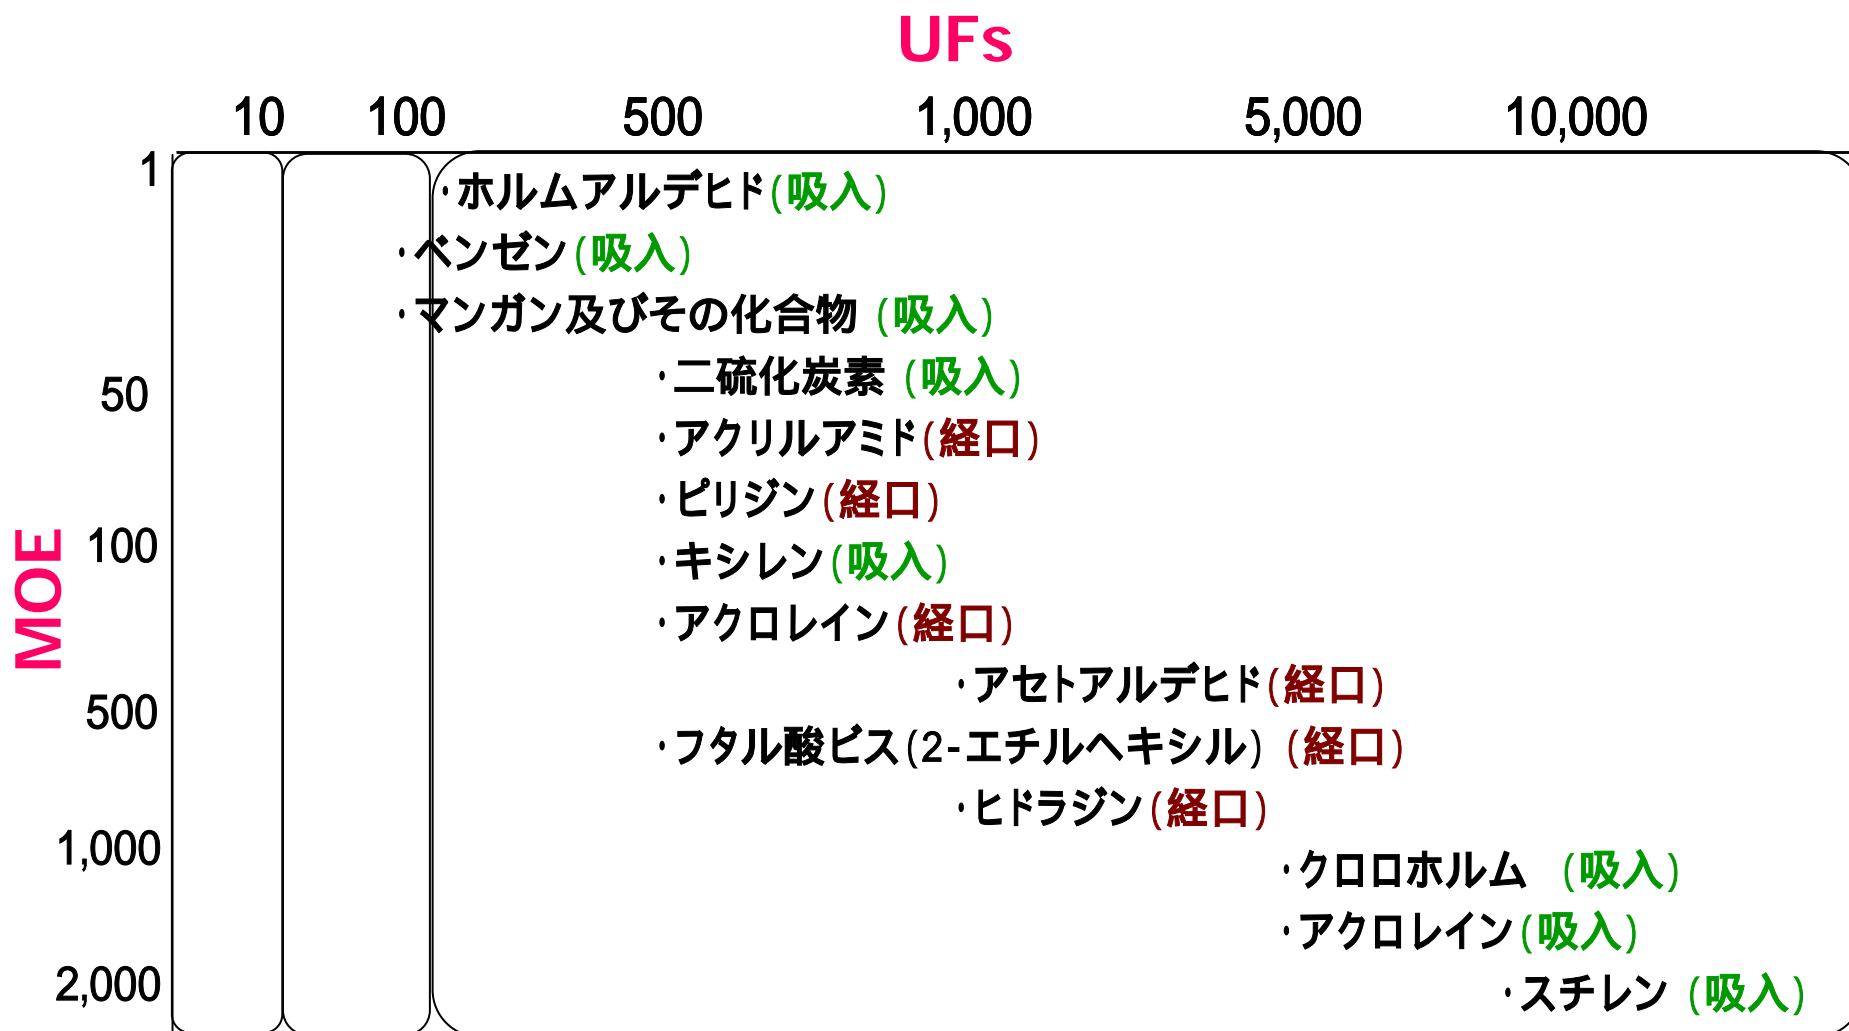 UFs
10 100 500 1,000 5,000 10,000
1
・ホルムアルデヒド(吸入)
・ベンゼン(吸入)
・マンガン及びその化合物 (吸入)
・二硫化炭素 (吸入)
50
・アクリルアミド(経口)
・ピリジン(経口)
100
・キシレン(吸入)
MOE
・アクロレイン(経口)
・アセトアルデヒド(経口)
500
・フタル酸ビス(2-エチルヘキシル) (経口)
・ヒドラジン(経口)
1,000
・クロロホルム (吸入)
・アクロレイン(吸入)
2,000
・スチレン (吸入)